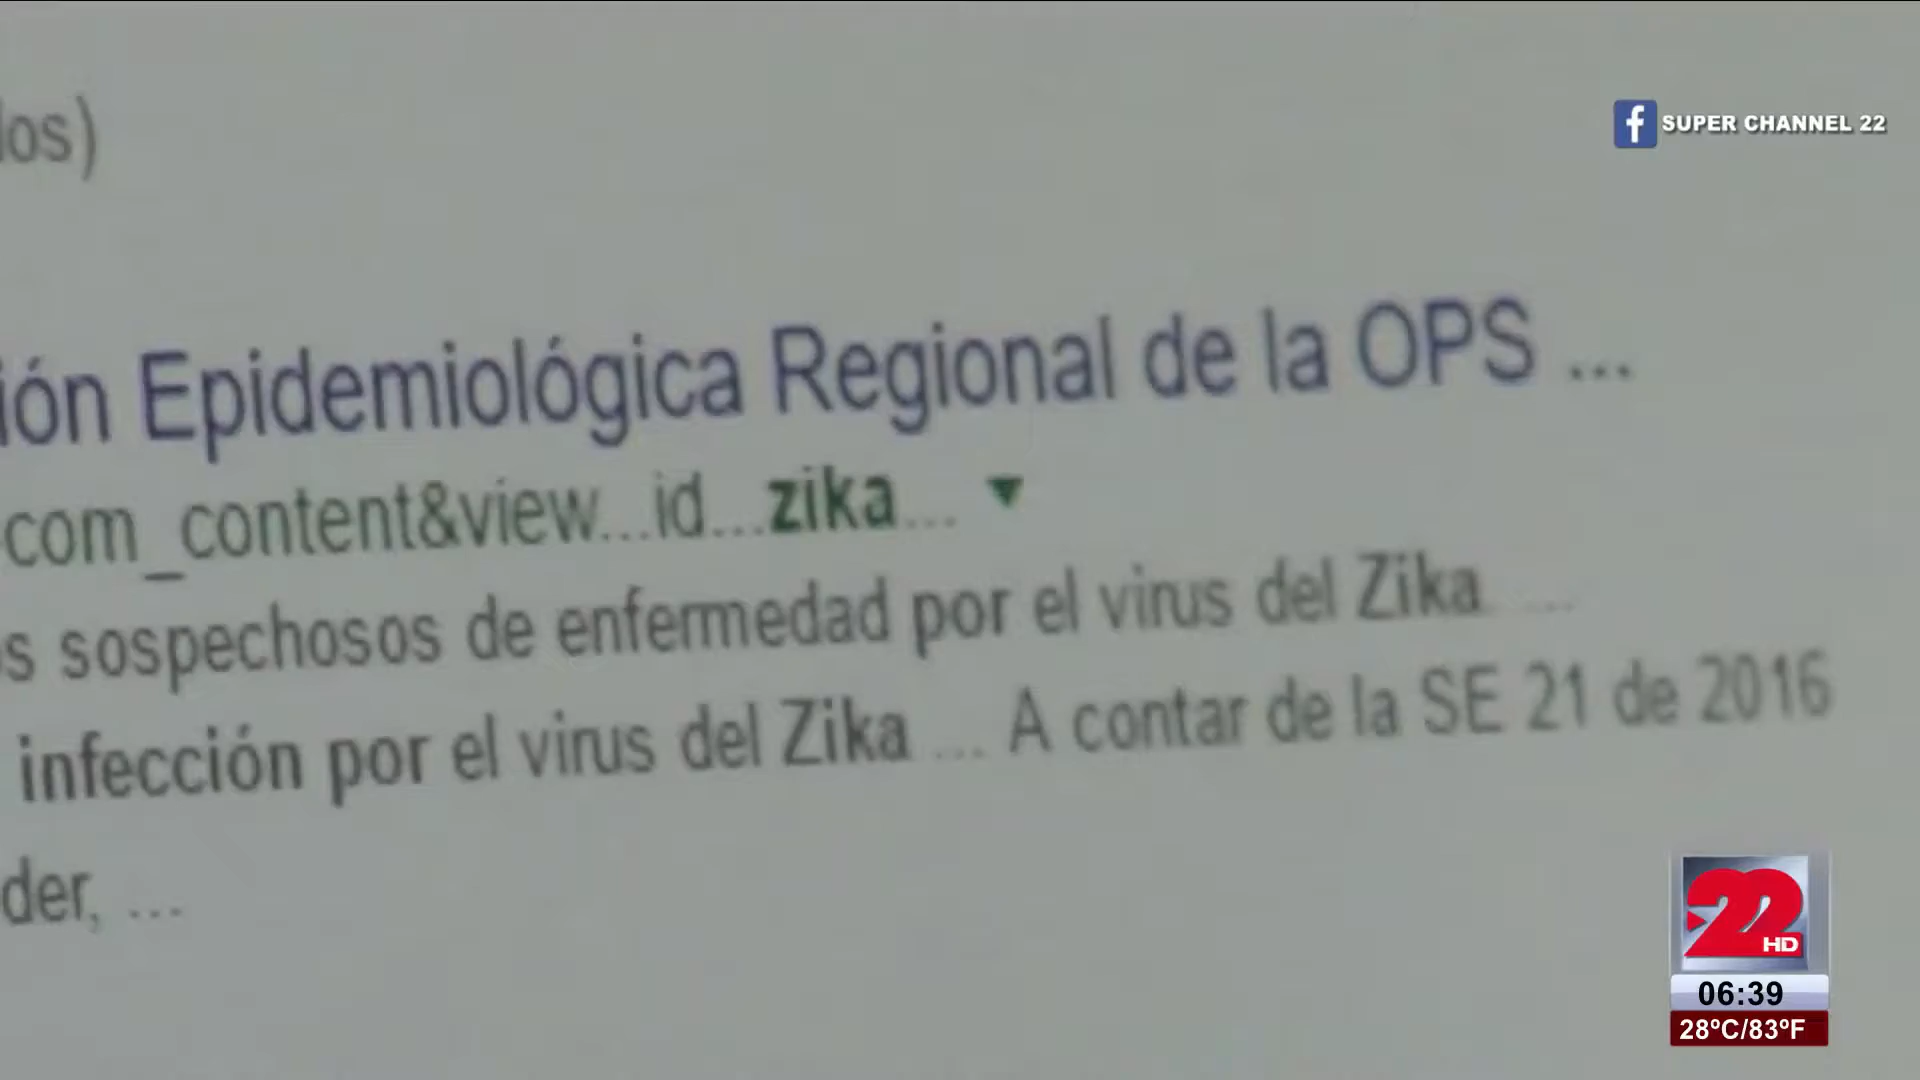 los)
SUPER CHANNEL 22
ión Epidemiológica Regional de la OPS ...
com_content&view...id...zika...
s sospechosos de enfermedad por el virus del Zika ...
infección por el virus del Zika ... A contar de la SE 21 de 2016
der, ...
22
HD
06:39
28ºC/83ºF